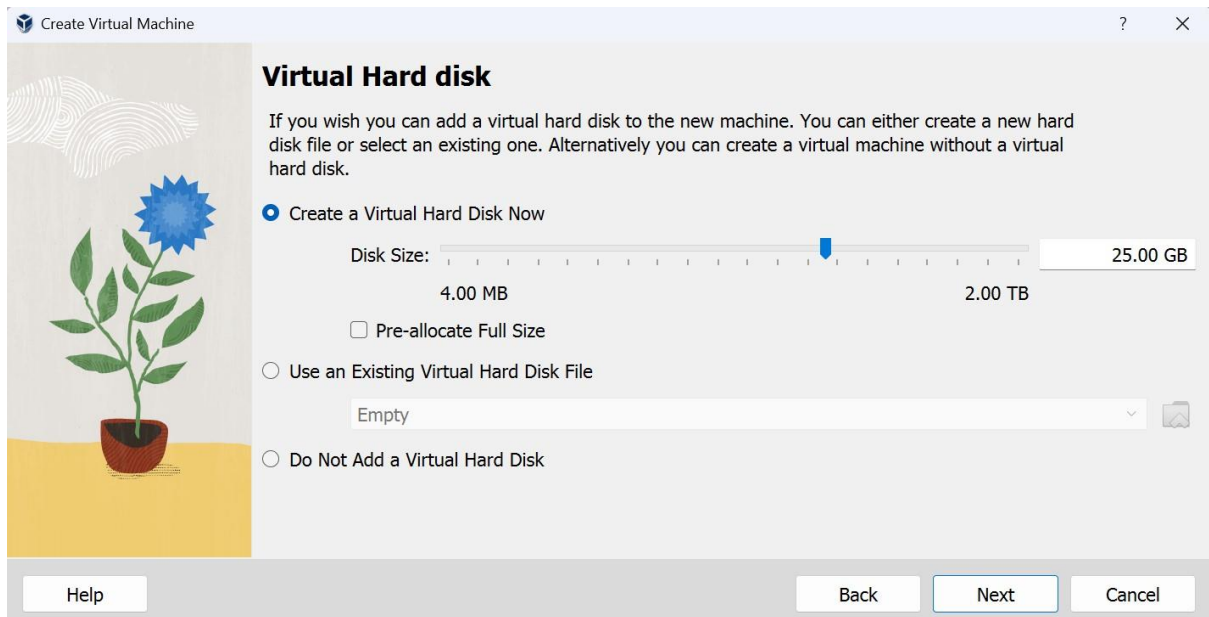 Create Virtual Machine
?
Virtual Hard disk
If you wish you can add a virtual hard disk to the new machine. You can either create a new hard
disk file or select an existing one. Alternatively you can create a virtual machine without a virtual
hard disk.
Create a Virtual Hard Disk Now
Disk Size:
25.00 GB
4.00 MB
2.00 TB
Pre-allocate Full Size
Use an Existing Virtual Hard Disk File
Empty
Do Not Add a Virtual Hard Disk
Help
Back
Next
Cancel